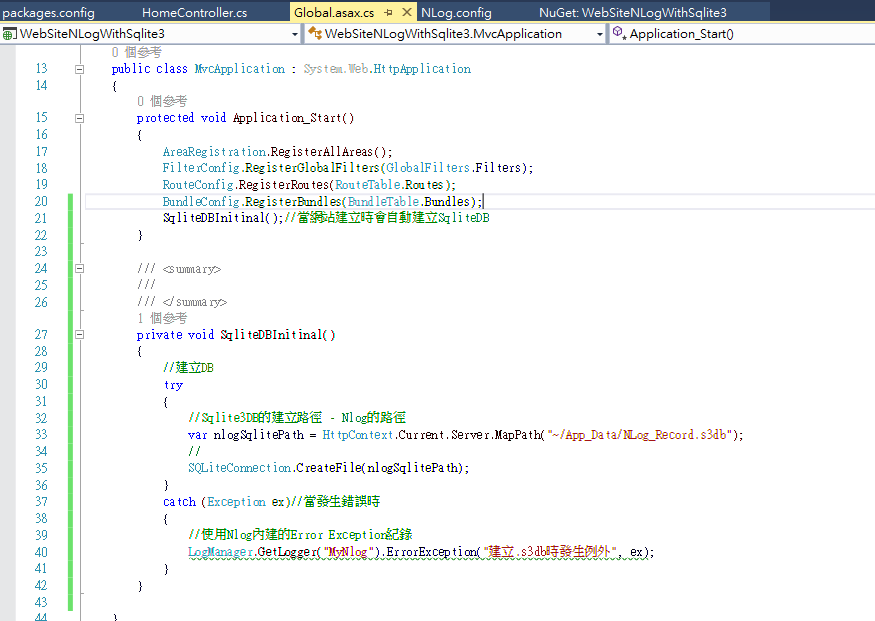 packages.config HomeController.cs Global.asax.cs NLog.config NuGet: WebSiteNLogWithSqlite3
WebSiteNLogWithSqlite3 WebSiteNLogWithSqlite3.MvcApplication Application_Start()
0 個參考
13 public class MvcApplication : System.Web.HttpApplication
14 {
0 個參考
15 protected void Application_Start()
16 {
17 AreaRegistration.RegisterAllAreas();
18 FilterConfig.RegisterGlobalFilters(GlobalFilters.Filters);
19 RouteConfig.RegisterRoutes(RouteTable.Routes);
20 BundleConfig.RegisterBundles(BundleTable.Bundles);
21 SqliteDBInitinal();//當網站建立時會自動建立SqliteDB
22 }
23
24 /// <summary>
25 ///
26 /// </summary>
1 個參考
27 private void SqliteDBInitinal()
28 {
29 //建立DB
30 try
31 {
32 //Sqlite3DB的建立路徑 - Nlog的路徑
33 var nlogSqlitePath = HttpContext.Current.Server.MapPath("~/App_Data/NLog_Record.s3db");
34 //
35 SQLiteConnection.CreateFile(nlogSqlitePath);
36 }
37 catch (Exception ex)//當發生錯誤時
38 {
39 //使用Nlog內建的Error Exception紀錄
40 LogManager.GetLogger("MyNlog").ErrorException("建立.s3db時發生例外", ex);
41 }
42 }
43
44 }